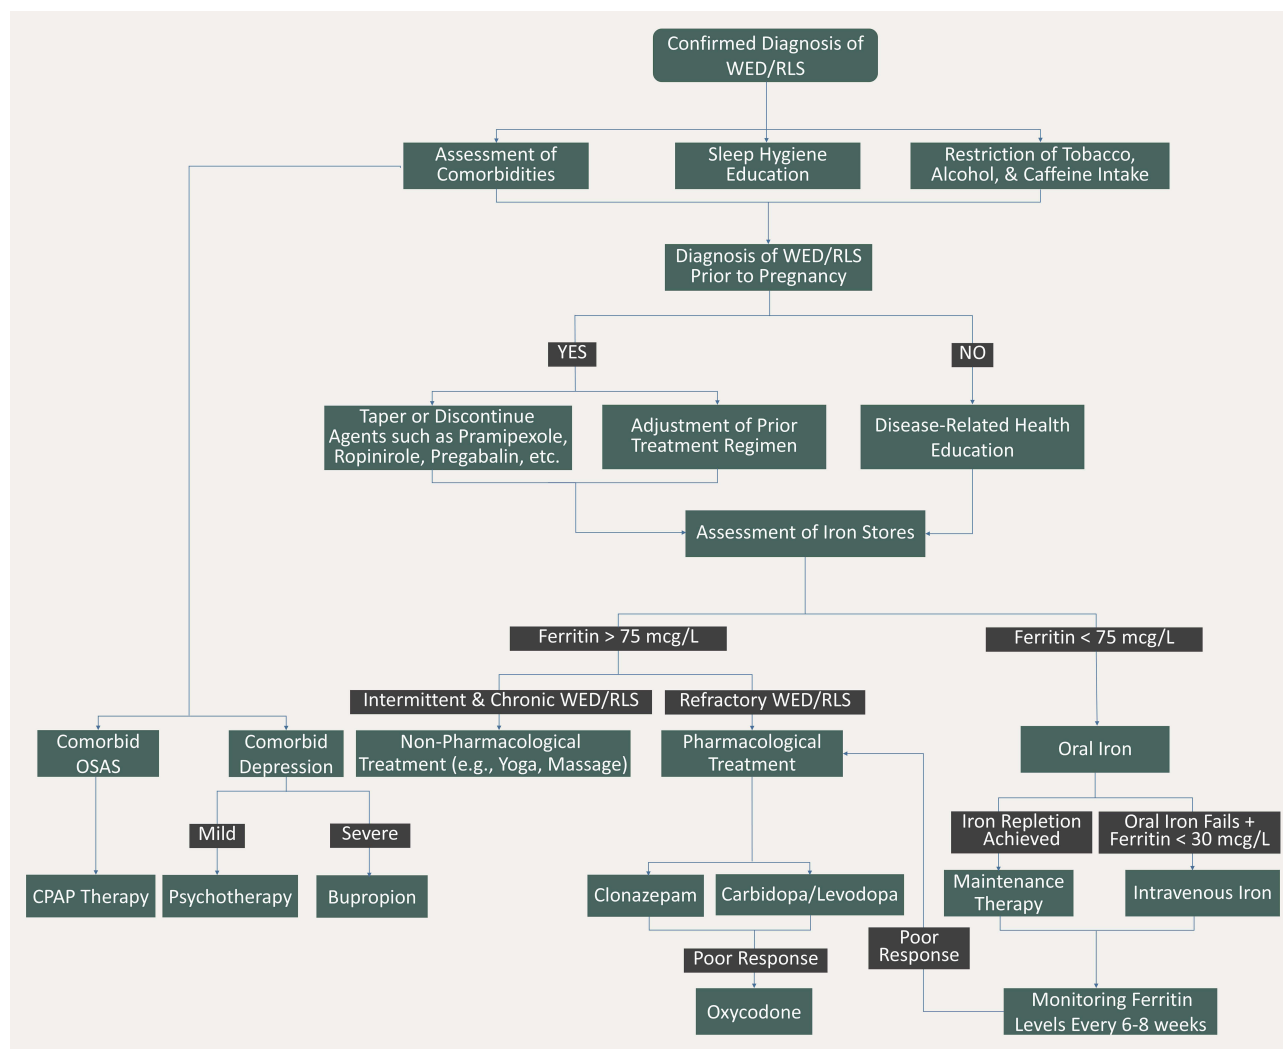 Confirmed Diagnosis of
WED/RLS
Assessment of
Comorbidities
Sleep Hygiene
Education
Restriction of Tobacco,
Alcohol, & Caffeine Intake
Diagnosis of WED/RLS
Prior to Pregnancy
YES
NO
Taper or Discontinue
Agents such as Pramipexole,
Ropinirole, Pregabalin, etc.
Adjustment of Prior
Treatment Regimen
Disease-Related Health
Education
Assessment of Iron Stores
Ferritin > 75 mcg/L
Ferritin < 75 mcg/L
Intermittent & Chronic WED/RLS
Refractory WED/RLS
Comorbid
OSAS
Comorbid
Depression
Non-Pharmacological
Treatment (e.g., Yoga, Massage)
Pharmacological
Treatment
Oral Iron
Mild
Severe
Iron Repletion
Achieved
Oral Iron Fails +
Ferritin < 30 mcg/L
CPAP Therapy
Psychotherapy
Bupropion
Clonazepam
Carbidopa/Levodopa
Maintenance
Therapy
Intravenous Iron
Poor Response
Poor
Response
Oxycodone
Monitoring Ferritin
Levels Every 6-8 weeks